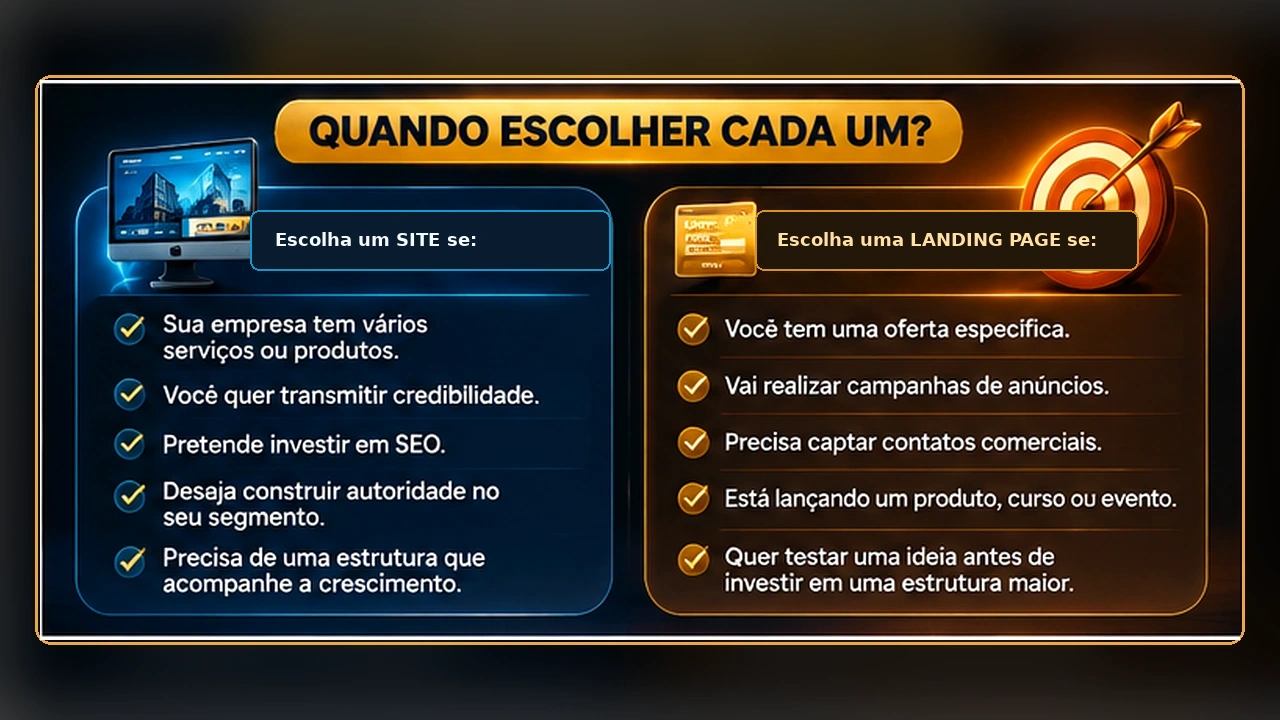 QUANDO ESCOLHER CADA UM?
Escolha um SITE se:
Sua empresa tem vários
serviços ou produtos.
Você quer transmitir credibilidade.
Pretende investir em SEO.
Desaja construir autoridade no
seu segmento.
Precisa de uma estrutura que
acompanhe a crescimento.
Escolha uma LANDING PAGE se:
Você tem uma oferta específica.
Vai realizar campanhas de anúncios.
Precisa captar contatos comerciais.
Está lançando um produto, curso ou evento.
Quer testar uma ideia antes de
investir em uma estrutura maior.